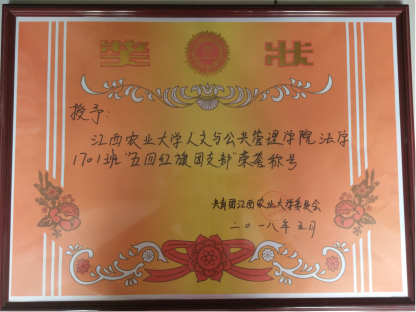 奖状
授予:
江西农业大学人文与公共管理学院法学
1701班“五四红旗团支部”荣誉称号
共青团江西农业大学委员会
二〇一八年五月